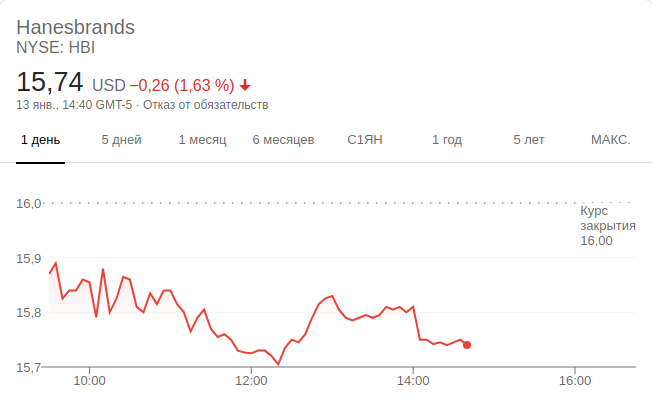 Hanesbrands
NYSE: HBI
15,74 USD −0,26 (1,63 %)
13 янв., 14:40 GMT-5 · Отказ от обязательств
1 день 5 дней 1 месяц 6 месяцев С1ЯН 1 год 5 лет МАКС.
16,0
Курс
закрытия
16,00
15,9
15,8
15,7
10:00 12:00 14:00 16:00